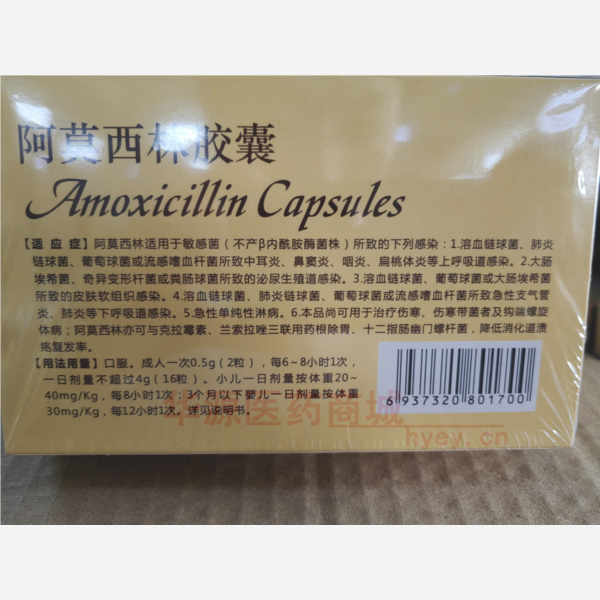 阿莫西林胶囊
Amoxicillin Capsules
【适 应 症】阿莫西林适用于敏感菌（不产β内酰胺酶菌株）所致的下列感染：1.溶血链球菌、肺炎
链球菌、葡萄球菌或流感嗜血杆菌所致中耳炎、鼻窦炎、咽炎、扁桃体炎等上呼吸道感染。2.大肠
埃希菌、奇异变形杆菌或粪肠球菌所致的泌尿生殖道感染。3.溶血链球菌、葡萄球菌或大肠埃希菌
所致的皮肤软组织感染。4.溶血链球菌、肺炎链球菌、葡萄球菌或流感嗜血杆菌所致急性支气管
炎、肺炎等下呼吸道感染。5.急性单纯性淋病。6.本品尚可用于治疗伤寒、伤寒带菌者及钩端螺旋
体病；阿莫西林亦可与克拉霉素、兰索拉唑三联用药根除胃、十二指肠幽门螺杆菌，降低消化道溃
疡复发率。
【用法用量】口服。成人一次0.5g（2粒），每6～8小时1次，
一日剂量不超过4g（16粒）。小儿一日剂量按体重20～
40mg/Kg，每8小时1次；3个月以下婴儿一日剂量按体重
30mg/Kg，每12小时1次。详见说明书。
6 937320 801700
华源医药商城
hyey.cn